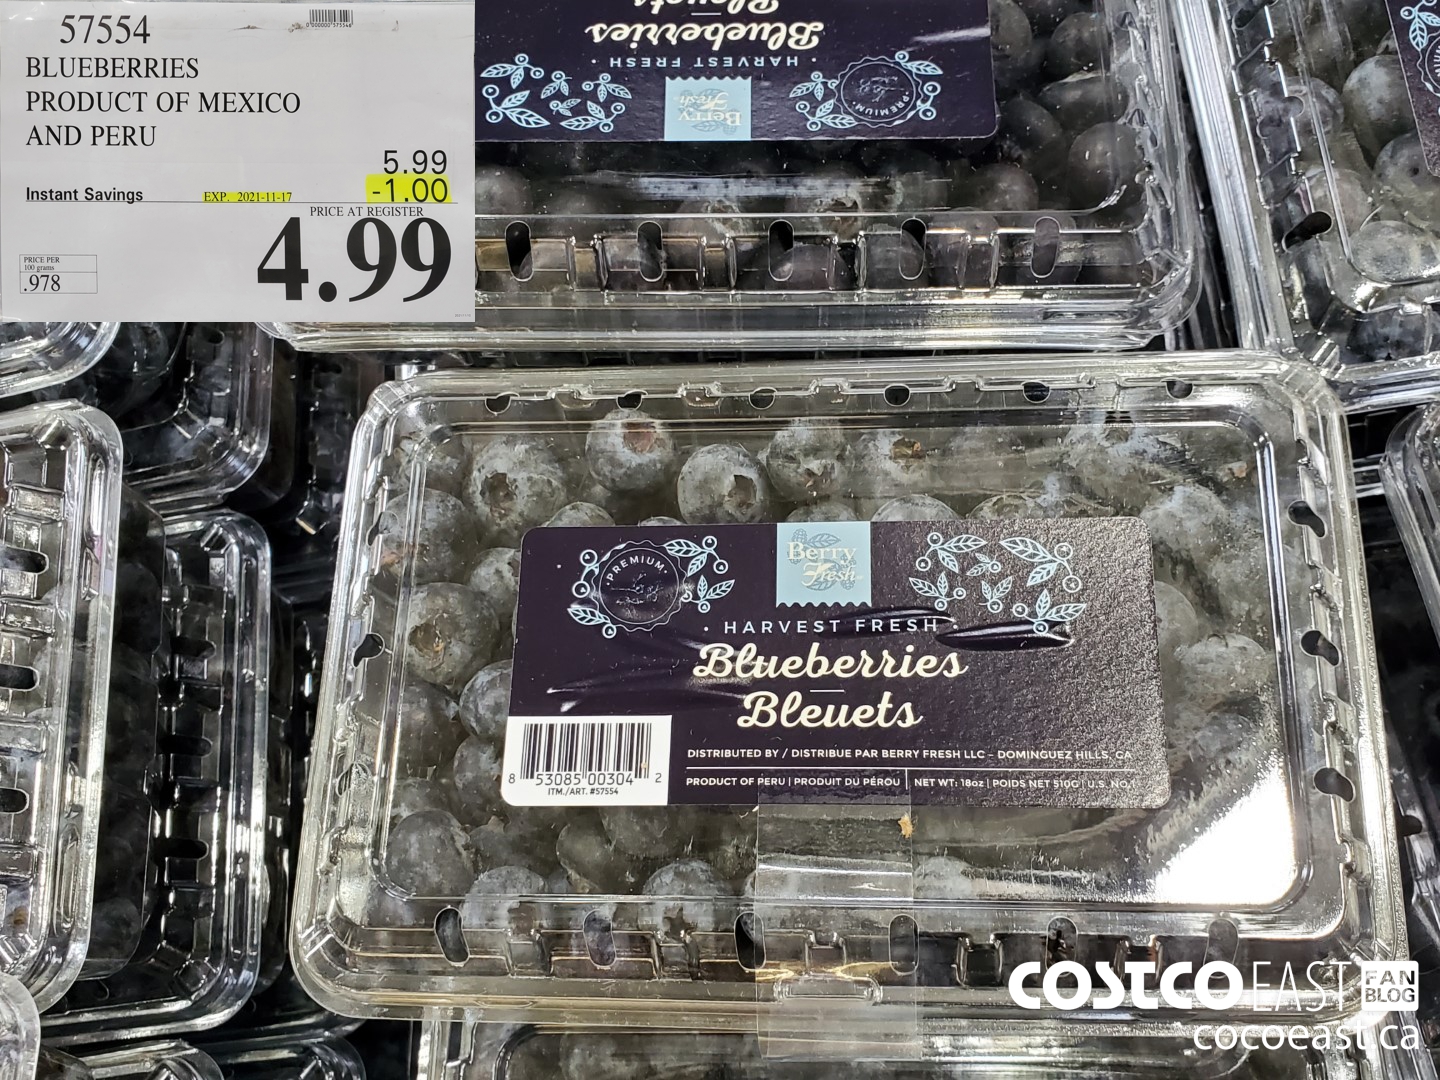 57554
BLUEBERRIES
PRODUCT OF MEXICO
AND PERU
5.99
Instant Savings EXP. 2021-11-17 -1.00
PRICE AT REGISTER
4.99
PRICE PER
100 grams
.978
Blueberries
Bleuets
· HARVEST FRESH ·
Berry
Fresh
PREMIUM
PREMIUM
Berry
Fresh
· HARVEST FRESH ·
Blueberries
Bleuets
DISTRIBUTED BY / DISTRIBUE PAR BERRY FRESH LLC – DOMINGUEZ HILLS, CA
PRODUCT OF PERU | PRODUIT DU PÉROU | NET WT: 18oz | POIDS NET 510G | U.S. NO.1
8 53085 00304 2
ITM./ART. #57554
COSTCO EAST FAN BLOG
cocoeast.ca